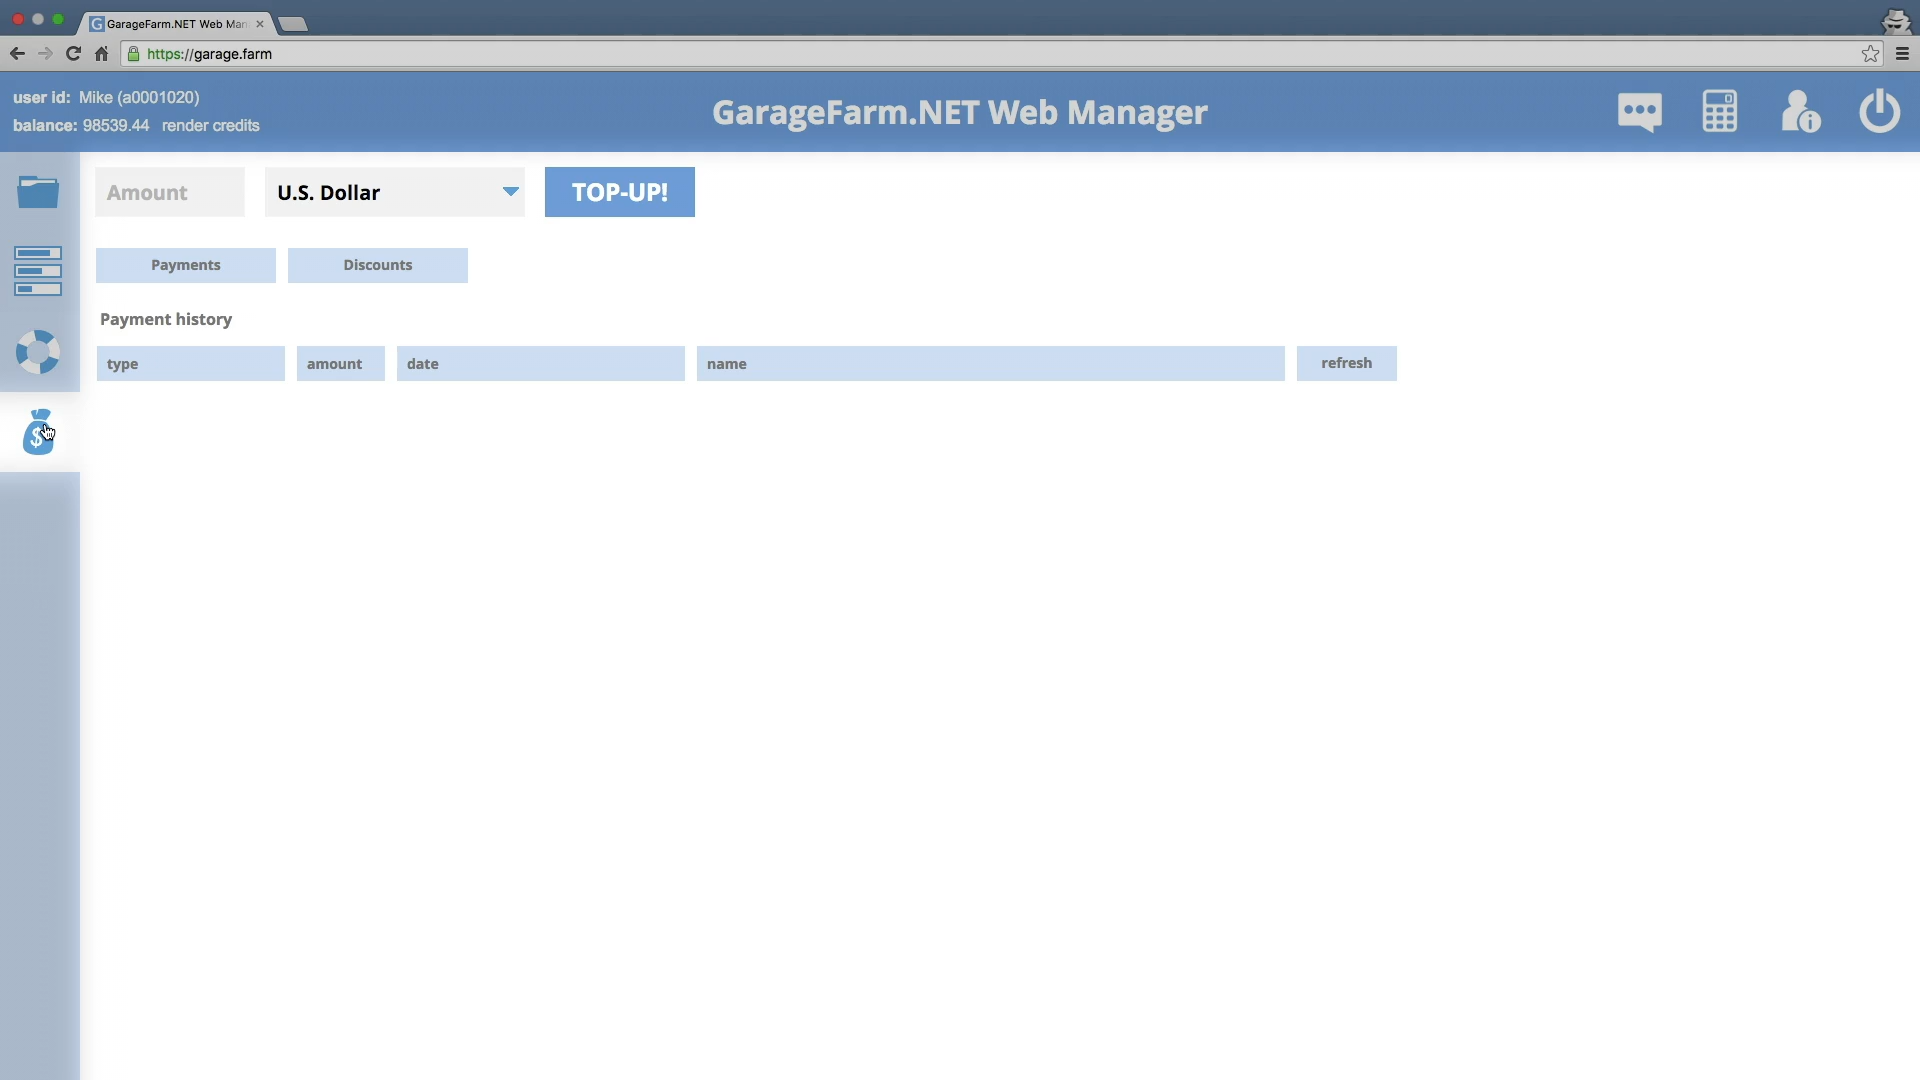 GarageFarm.NET Web Man
https://garage.farm
user id: Mike (a0001020)
balance: 98539.44 render credits
GarageFarm.NET Web Manager
Amount
U.S. Dollar
TOP-UP!
Payments
Discounts
Payment history
type
amount
date
name
refresh